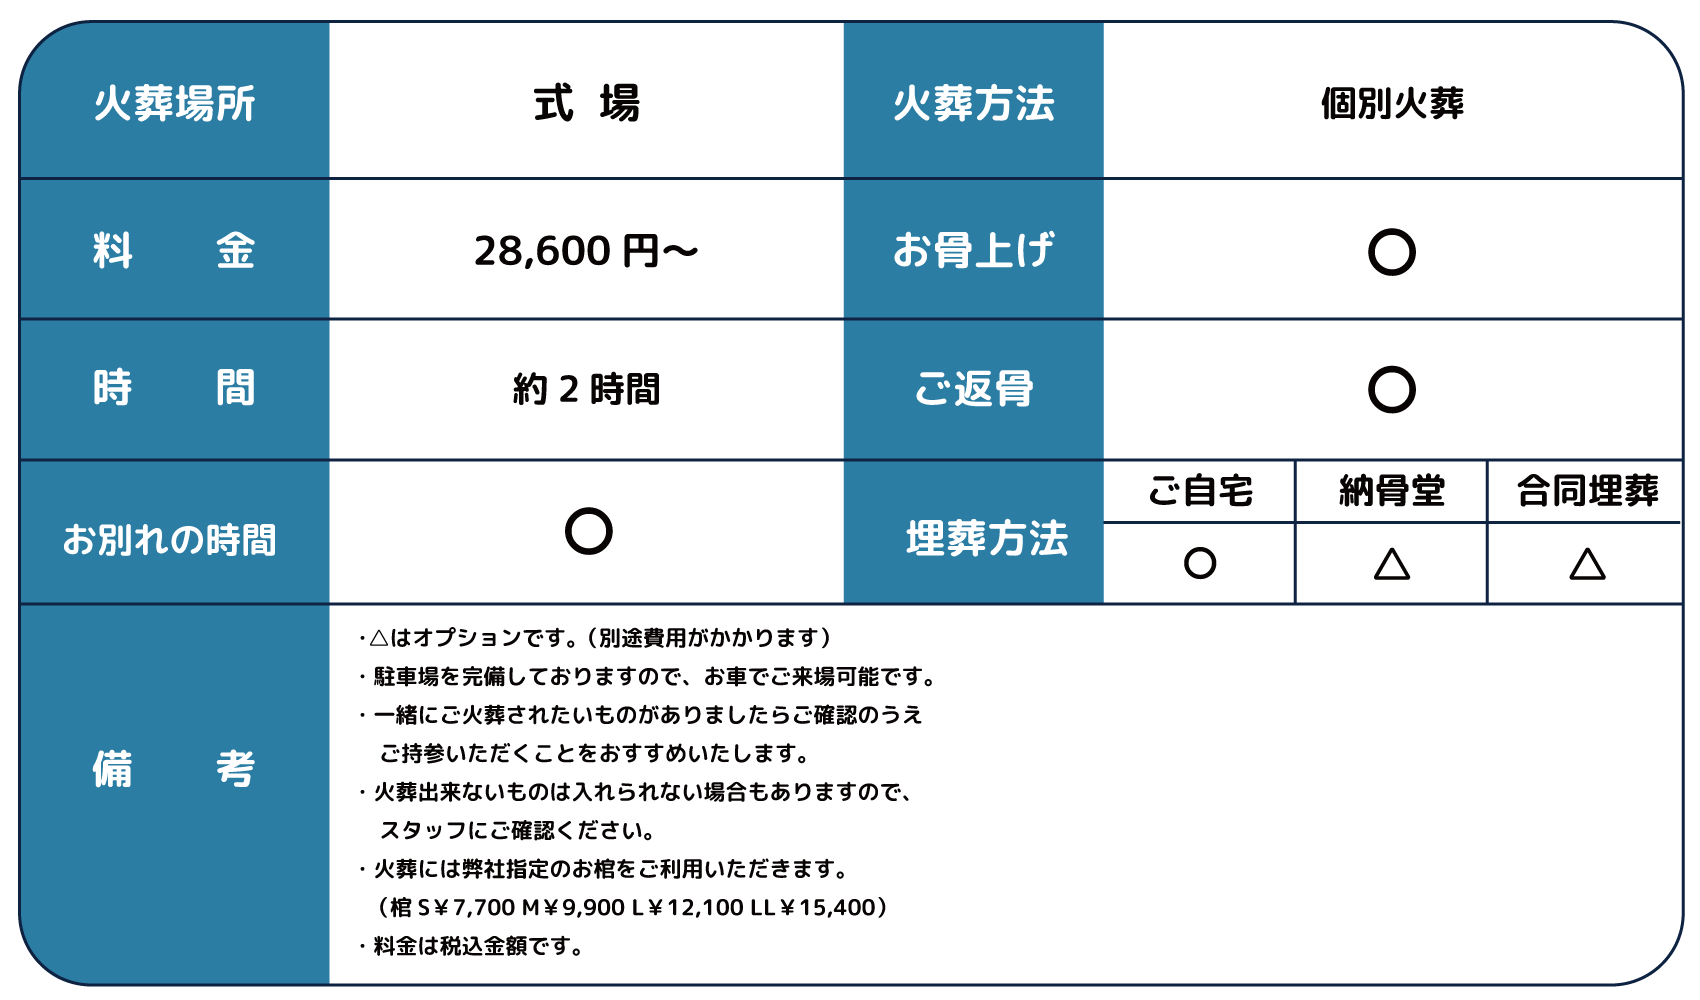 火葬場所 式 場 火葬方法 個別火葬
料 金 28,600 円～ お骨上げ ○
時 間 約 2 時間 ご返骨 ○
お別れの時間 ○ 埋葬方法 ご自宅 納骨堂 合同埋葬
○ △ △
備 考
・△はオプションです。（別途費用がかかります）
・駐車場を完備しておりますので、お車でご来場可能です。
・一緒にご火葬されたいものがありましたらご確認のうえ
ご持参いただくことをおすすめいたします。
・火葬出来ないものは入れられない場合もありますので、
スタッフにご確認ください。
・火葬には弊社指定のお棺をご利用いただきます。
（棺 S￥7,700 M￥9,900 L￥12,100 LL￥15,400）
・料金は税込金額です。